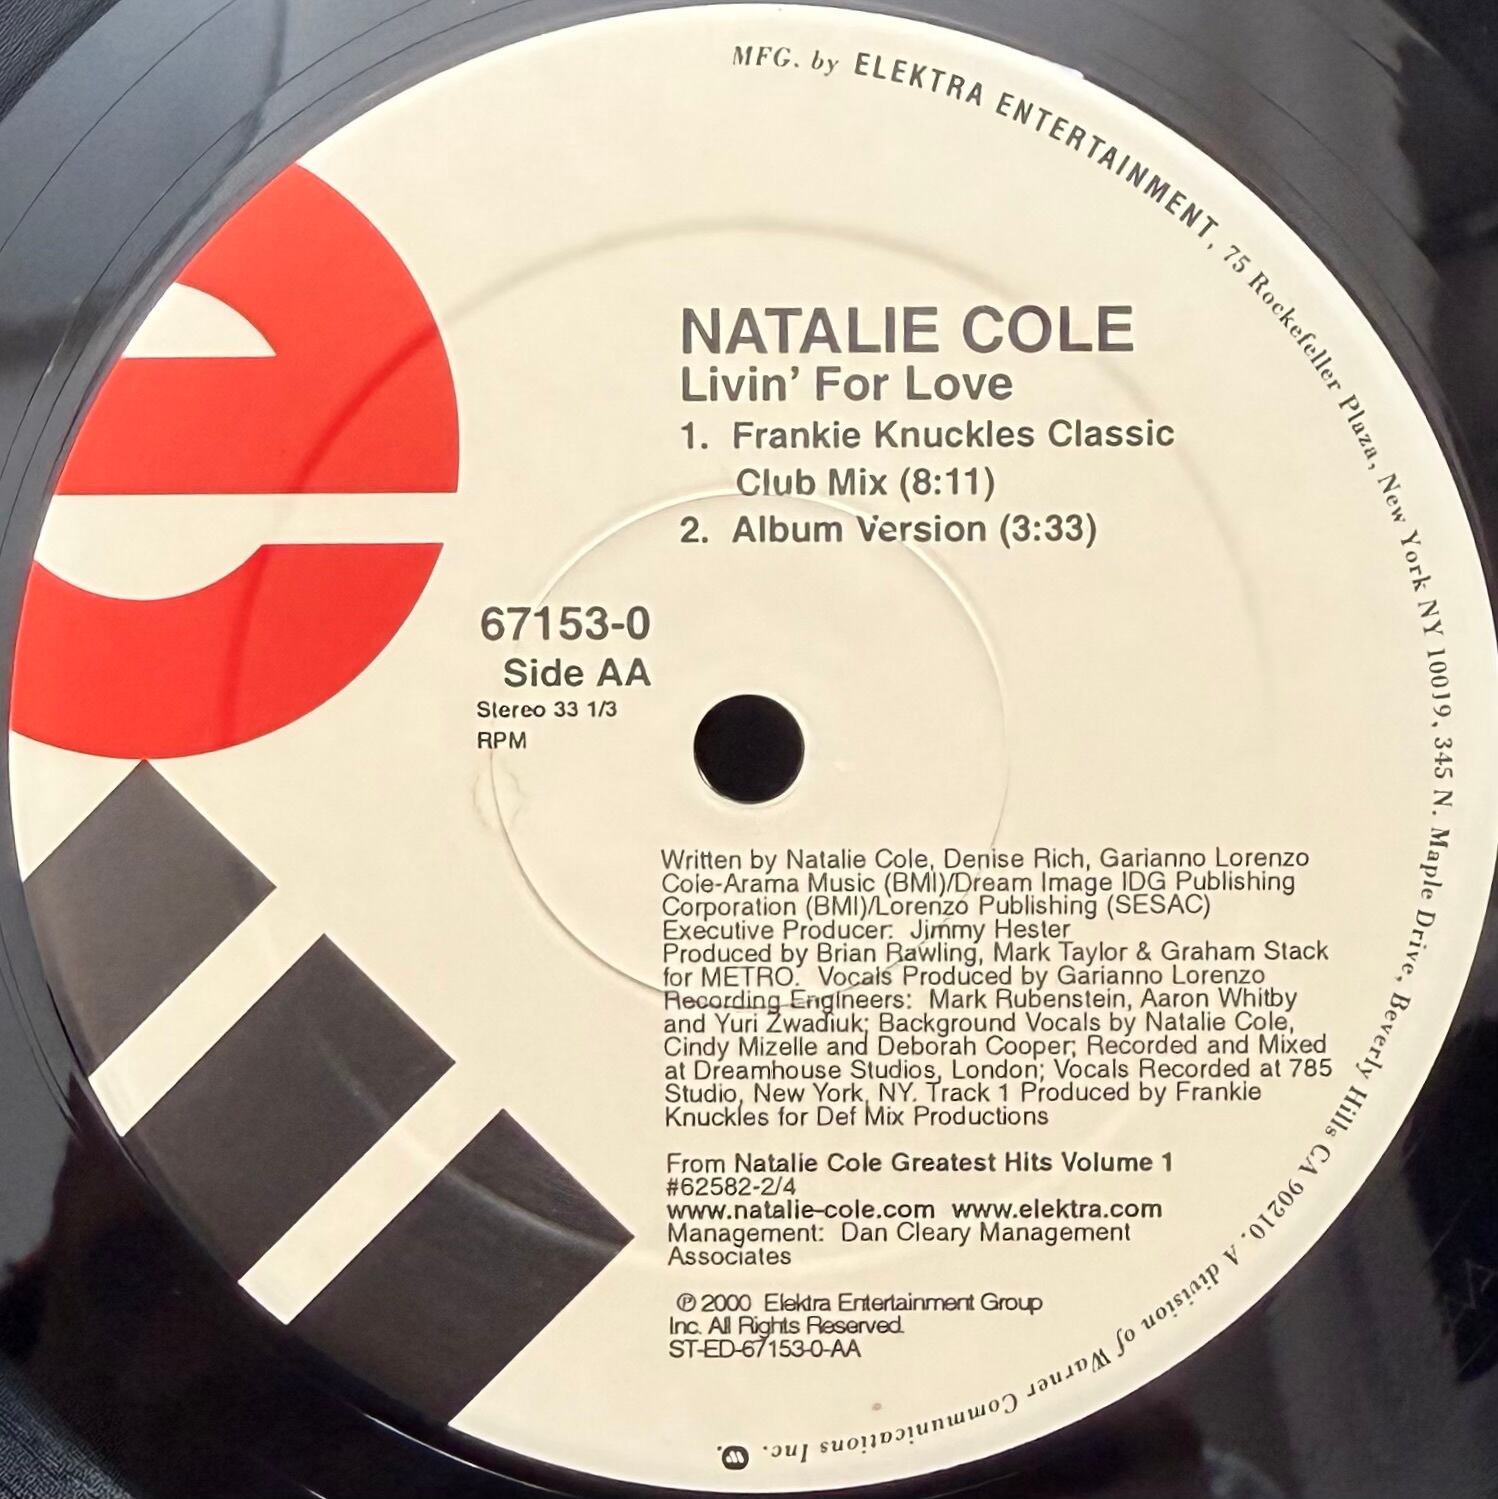 MFG. by ELEKTRA ENTERTAINMENT, 75 Rockefeller Plaza, New York NY 10019, 345 N. Maple Drive, Beverly Hills CA 90210. A division of Warner Communications Inc.
NATALIE COLE
Livin' For Love
1. Frankie Knuckles Classic
Club Mix (8:11)
2. Album Version (3:33)
67153-0
Side AA
Stereo 33 1/3
RPM
Written by Natalie Cole, Denise Rich, Garianno Lorenzo
Cole-Arama Music (BMI)/Dream Image IDG Publishing
Corporation (BMI)/Lorenzo Publishing (SESAC)
Executive Producer: Jimmy Hester
Produced by Brian Rawling, Mark Taylor & Graham Stack
for METRO. Vocals Produced by Garianno Lorenzo
Recording Engineers: Mark Rubenstein, Aaron Whitby
and Yuri Zwadiuk; Background Vocals by Natalie Cole,
Cindy Mizelle and Deborah Cooper; Recorded and Mixed
at Dreamhouse Studios, London; Vocals Recorded at 785
Studio, New York, NY. Track 1 Produced by Frankie
Knuckles for Def Mix Productions
From Natalie Cole Greatest Hits Volume 1
#62582-2/4
www.natalie-cole.com www.elektra.com
Management: Dan Cleary Management
Associates
℗ 2000 Elektra Entertainment Group
Inc. All Rights Reserved.
ST-ED-67153-0-AA